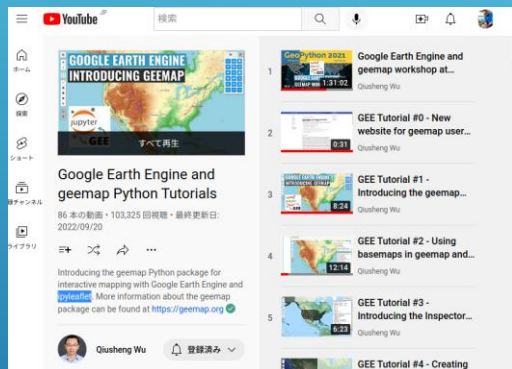 YouTube JP
検索
ホーム
探索
ショート
録チャンネル
ライブラリ
GOOGLE EARTH ENGINE
INTRODUCING GEEMAP
jupyter
GEE
すべて再生
Google Earth Engine and
geemap Python Tutorials
86 本の動画・103,325 回視聴・最終更新日:
2022/09/20
Introducing the geemap Python package for
interactive mapping with Google Earth Engine and
ipyleaflet. More information about the geemap
package can be found at https://geemap.org
Qiusheng Wu
登録済み
1
GeoPython 2021
1:31:02
Google Earth Engine and
geemap workshop at...
Qiusheng Wu
2
0:31
GEE Tutorial #0 - New
website for geemap user...
Qiusheng Wu
3
GOOGLE EARTH ENGINE
INTRODUCING GEEMAP
8:24
GEE Tutorial #1 -
Introducing the geemap...
Qiusheng Wu
4
12:14
GEE Tutorial #2 - Using
basemaps in geemap and...
Qiusheng Wu
5
6:23
GEE Tutorial #3 -
Introducing the Inspector...
Qiusheng Wu
GEE Tutorial #4 - Creating